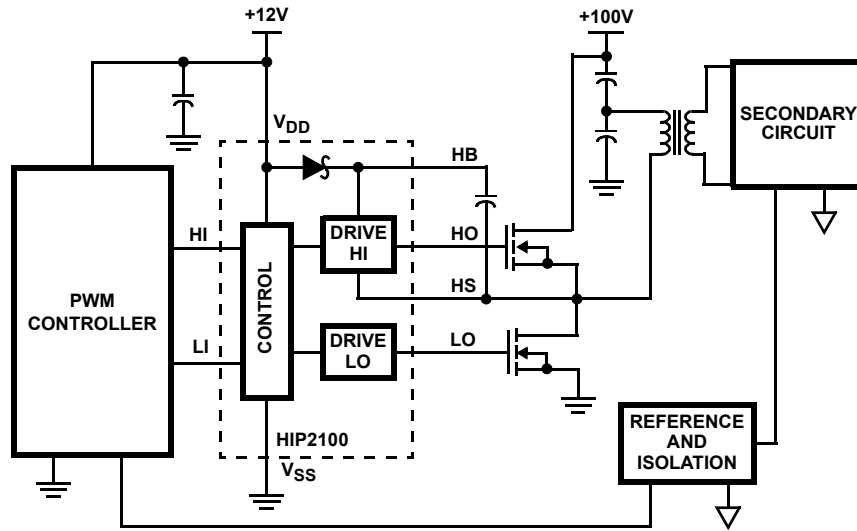 +12V
+100V
SECONDARY
CIRCUIT
VDD
HB
DRIVE
HI
HO
HI
HS
PWM
CONTROLLER
CONTROL
DRIVE
LO
LO
LI
REFERENCE
AND
ISOLATION
HIP2100
VSS